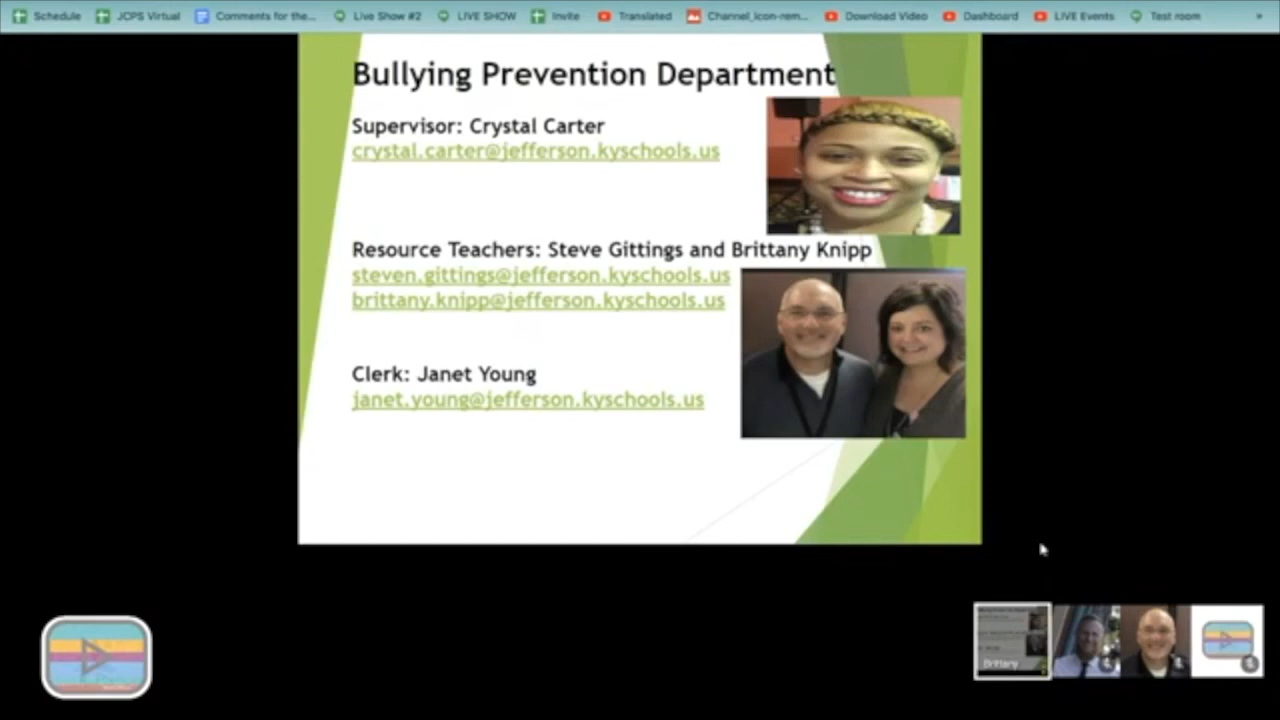 Schedule
JCPS Virtual
Comments for the...
Live Show #2
LIVE SHOW
Invite
Translated
Channel_icon-rem...
Download Video
Dashboard
LIVE Events
Test room
»
Bullying Prevention Department
Supervisor: Crystal Carter
crystal.carter@jefferson.kyschools.us
Resource Teachers: Steve Gittings and Brittany Knipp
steven.gittings@jefferson.kyschools.us
brittany.knipp@jefferson.kyschools.us
Clerk: Janet Young
janet.young@jefferson.kyschools.us
Brittany